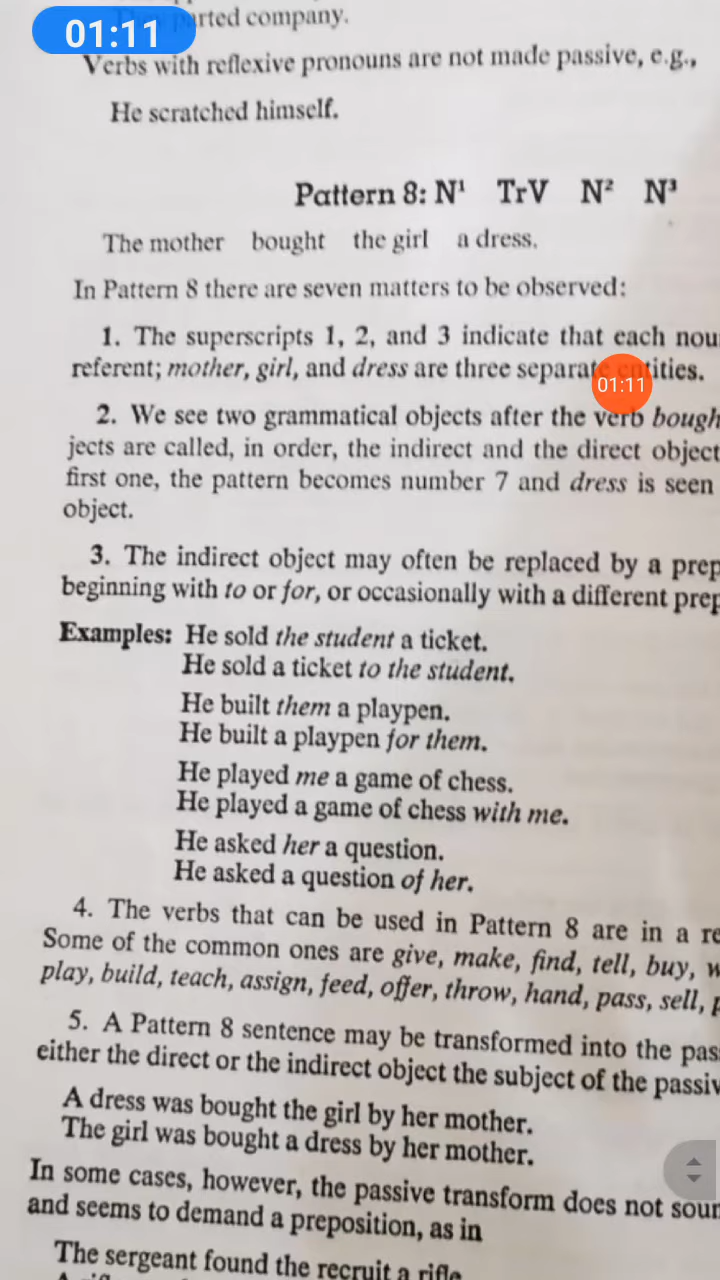 01:11
parted company.
Verbs with reflexive pronouns are not made passive, e.g.,
He scratched himself.
Pattern 8: N¹ TrV N² N³
The mother bought the girl a dress.
In Pattern 8 there are seven matters to be observed:
1. The superscripts 1, 2, and 3 indicate that each nou
referent; mother, girl, and dress are three separate entities.
01:11
2. We see two grammatical objects after the verb bough
jects are called, in order, the indirect and the direct object
first one, the pattern becomes number 7 and dress is seen
object.
3. The indirect object may often be replaced by a prep
beginning with to or for, or occasionally with a different prep
Examples: He sold the student a ticket.
He sold a ticket to the student.
He built them a playpen.
He built a playpen for them.
He played me a game of chess.
He played a game of chess with me.
He asked her a question.
He asked a question of her.
4. The verbs that can be used in Pattern 8 are in a re
Some of the common ones are give, make, find, tell, buy, w
play, build, teach, assign, feed, offer, throw, hand, pass, sell, p
5. A Pattern 8 sentence may be transformed into the pas
either the direct or the indirect object the subject of the passiv
A dress was bought the girl by her mother.
The girl was bought a dress by her mother.
In some cases, however, the passive transform does not soun
and seems to demand a preposition, as in
The sergeant found the recruit a rifle